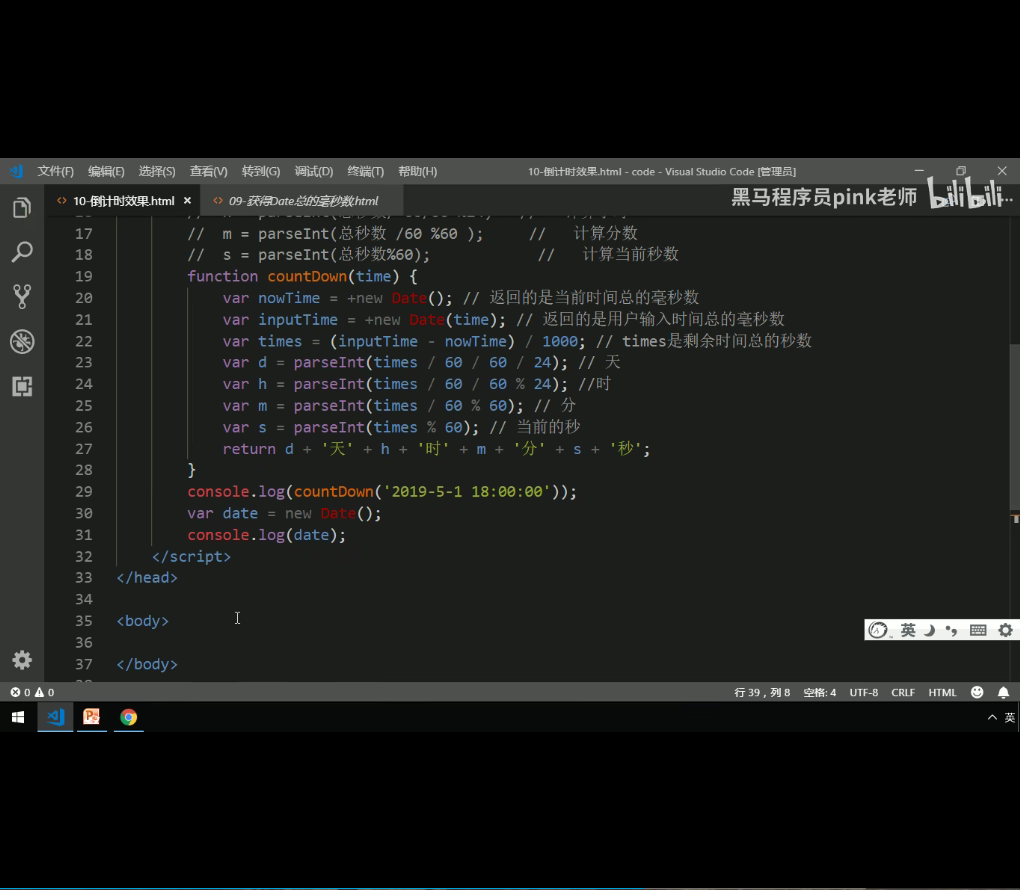 文件(F) 编辑(E) 选择(S) 查看(V) 转到(G) 调试(D) 终端(T) 帮助(H) 10-倒计时效果.html - code - Visual Studio Code [管理员]
10-倒计时效果.html × 09-获得Date总的毫秒数.html
黑马程序员pink老师 bilibili
17 // m = parseInt(总秒数 /60 %60 ); // 计算分数
18 // s = parseInt(总秒数%60); // 计算当前秒数
19 function countDown(time) {
20 var nowTime = +new Date(); // 返回的是当前时间总的毫秒数
21 var inputTime = +new Date(time); // 返回的是用户输入时间总的毫秒数
22 var times = (inputTime - nowTime) / 1000; // times是剩余时间总的秒数
23 var d = parseInt(times / 60 / 60 / 24); // 天
24 var h = parseInt(times / 60 / 60 % 24); //时
25 var m = parseInt(times / 60 % 60); // 分
26 var s = parseInt(times % 60); // 当前的秒
27 return d + '天' + h + '时' + m + '分' + s + '秒';
28 }
29 console.log(countDown('2019-5-1 18:00:00'));
30 var date = new Date();
31 console.log(date);
32 </script>
33 </head>
34
35 <body>
36
37 </body>
英
0 0 行 39，列 8 空格: 4 UTF-8 CRLF HTML
英